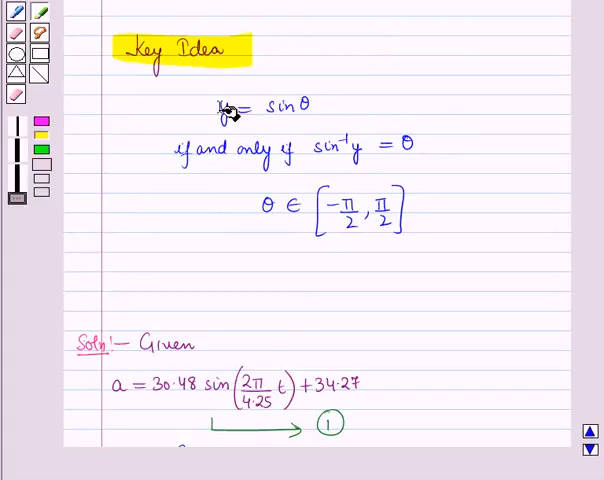 Key Idea
y = sinθ
if and only if sin⁻¹y = θ
θ ∈ [-π/2, π/2]
Soln:- Given
a = 30.48 sin(2π/4.25 t) + 34.27
1